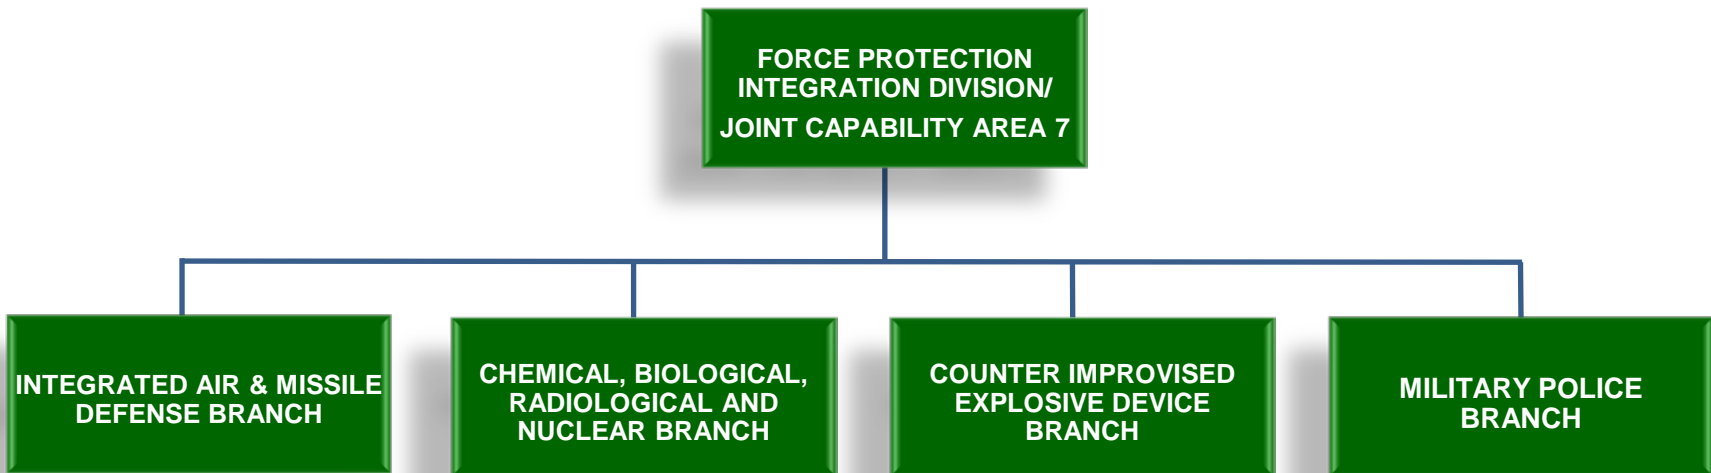 FORCE PROTECTION
INTEGRATION DIVISION/
JOINT CAPABILITY AREA 7
INTEGRATED AIR & MISSILE
DEFENSE BRANCH
CHEMICAL, BIOLOGICAL,
RADIOLOGICAL AND
NUCLEAR BRANCH
COUNTER IMPROVISED
EXPLOSIVE DEVICE
BRANCH
MILITARY POLICE
BRANCH